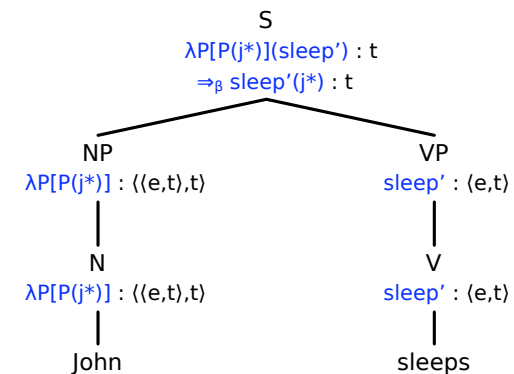 S
λP[P(j*)](sleep’) : t
⇒β sleep’(j*) : t
NP VP
λP[P(j*)] : ⟨⟨e,t⟩,t⟩ sleep’ : ⟨e,t⟩
N V
λP[P(j*)] : ⟨⟨e,t⟩,t⟩ sleep’ : ⟨e,t⟩
John sleeps